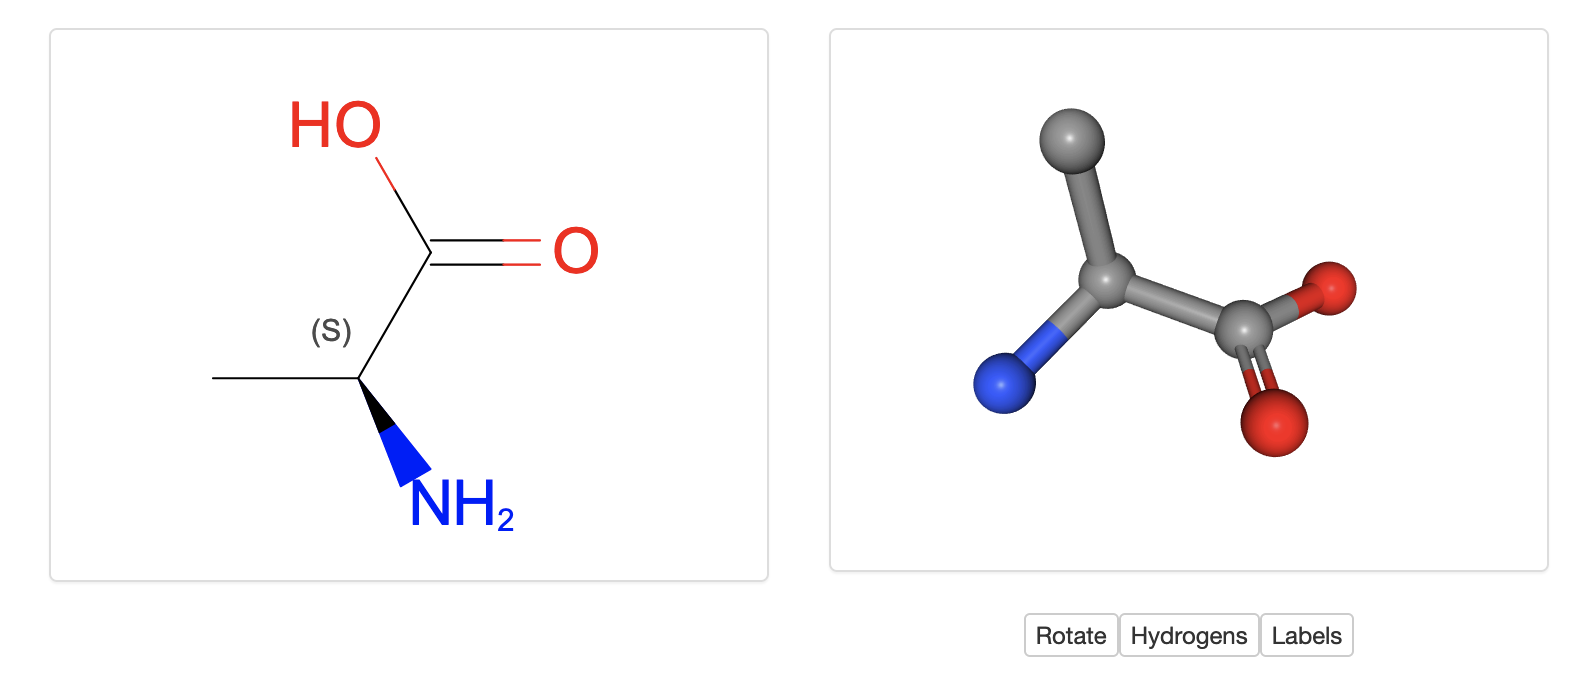 HO
O
(S)
NH₂
Rotate Hydrogens Labels